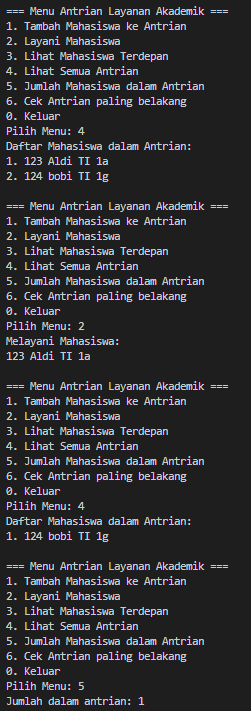 === Menu Antrian Layanan Akademik ===
1. Tambah Mahasiswa ke Antrian
2. Layani Mahasiswa
3. Lihat Mahasiswa Terdepan
4. Lihat Semua Antrian
5. Jumlah Mahasiswa dalam Antrian
6. Cek Antrian paling belakang
0. Keluar
Pilih Menu: 4
Daftar Mahasiswa dalam Antrian:
1. 123 Aldi TI 1a
2. 124 bobi TI 1g

=== Menu Antrian Layanan Akademik ===
1. Tambah Mahasiswa ke Antrian
2. Layani Mahasiswa
3. Lihat Mahasiswa Terdepan
4. Lihat Semua Antrian
5. Jumlah Mahasiswa dalam Antrian
6. Cek Antrian paling belakang
0. Keluar
Pilih Menu: 2
Melayani Mahasiswa:
123 Aldi TI 1a

=== Menu Antrian Layanan Akademik ===
1. Tambah Mahasiswa ke Antrian
2. Layani Mahasiswa
3. Lihat Mahasiswa Terdepan
4. Lihat Semua Antrian
5. Jumlah Mahasiswa dalam Antrian
6. Cek Antrian paling belakang
0. Keluar
Pilih Menu: 4
Daftar Mahasiswa dalam Antrian:
1. 124 bobi TI 1g

=== Menu Antrian Layanan Akademik ===
1. Tambah Mahasiswa ke Antrian
2. Layani Mahasiswa
3. Lihat Mahasiswa Terdepan
4. Lihat Semua Antrian
5. Jumlah Mahasiswa dalam Antrian
6. Cek Antrian paling belakang
0. Keluar
Pilih Menu: 5
Jumlah dalam antrian: 1